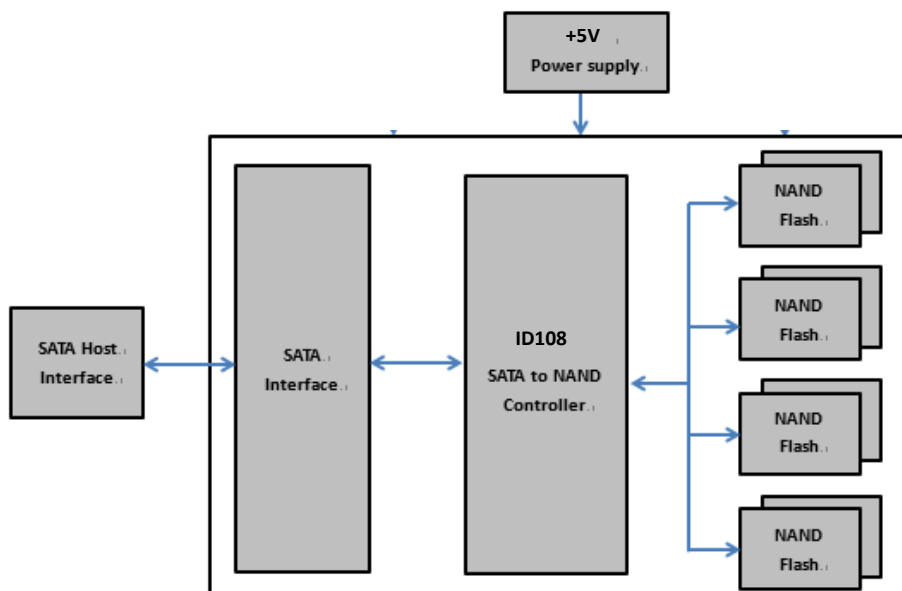 +5V
Power supply
SATA Host
Interface
SATA
Interface
ID108
SATA to NAND
Controller
NAND
Flash
NAND
Flash
NAND
Flash
NAND
Flash